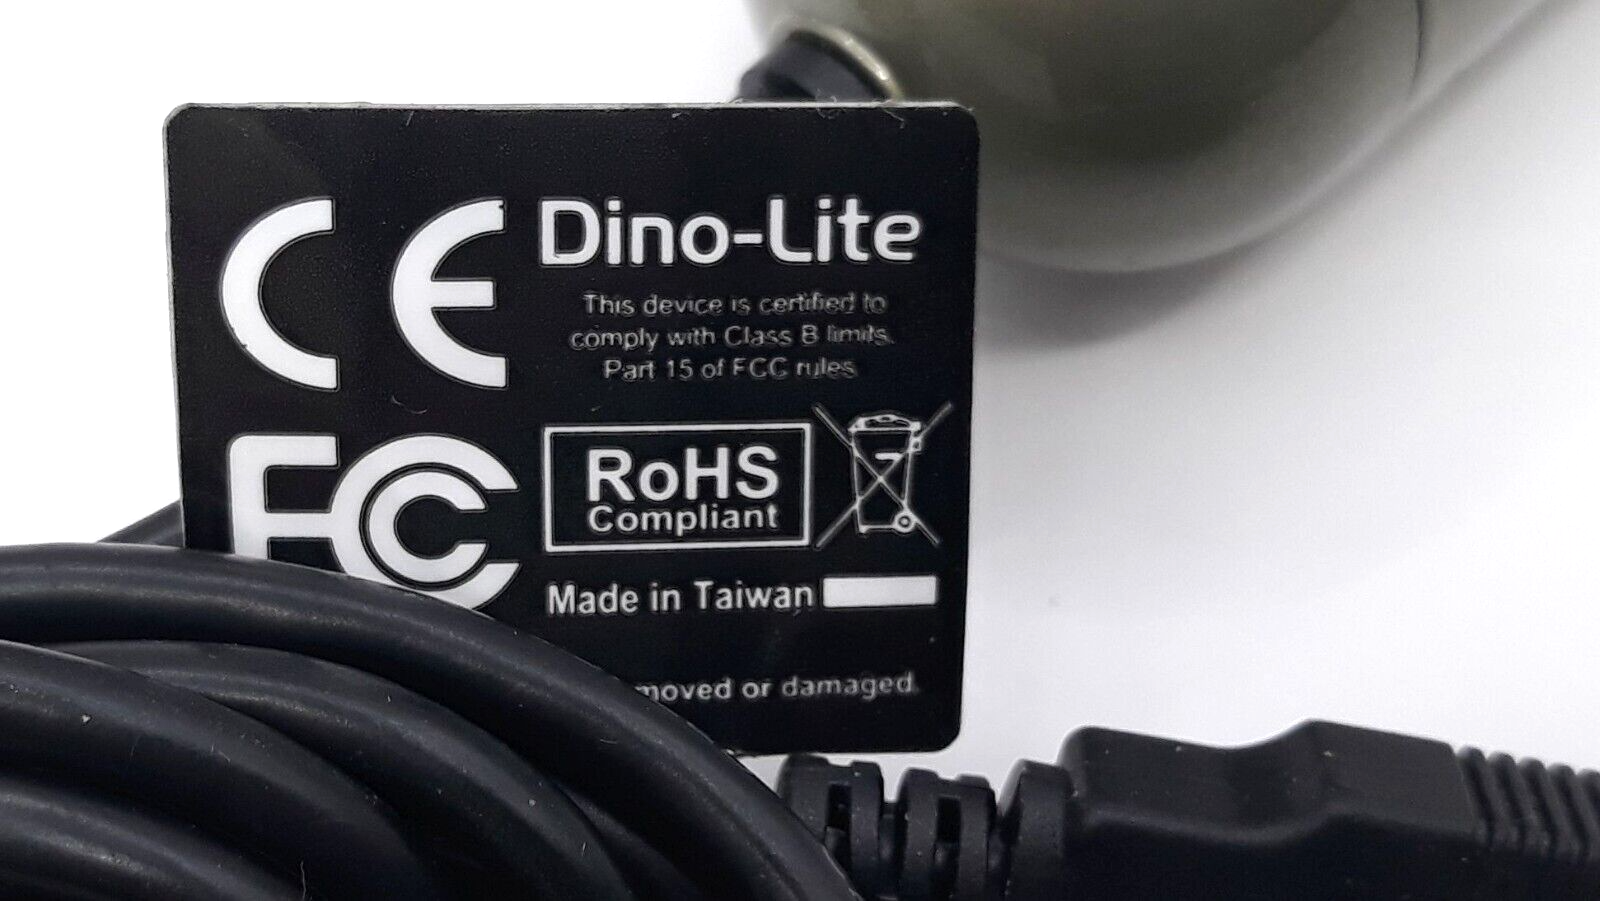 CE
Dino-Lite
This device is certified to
comply with Class B limits.
Part 15 of FCC rules
FC
RoHS
Compliant
Made in Taiwan
moved or damaged.